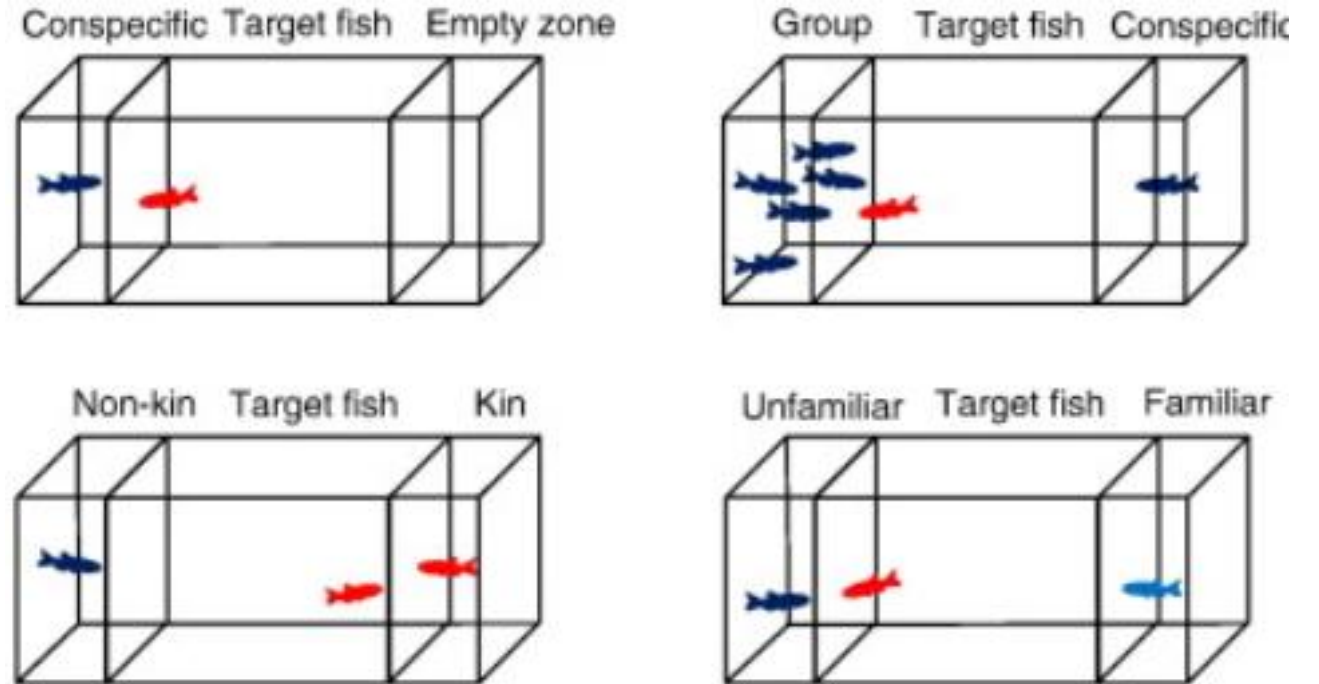 Conspecific Target fish Empty zone
Group Target fish Conspecific
Non-kin Target fish Kin
Unfamiliar Target fish Familiar